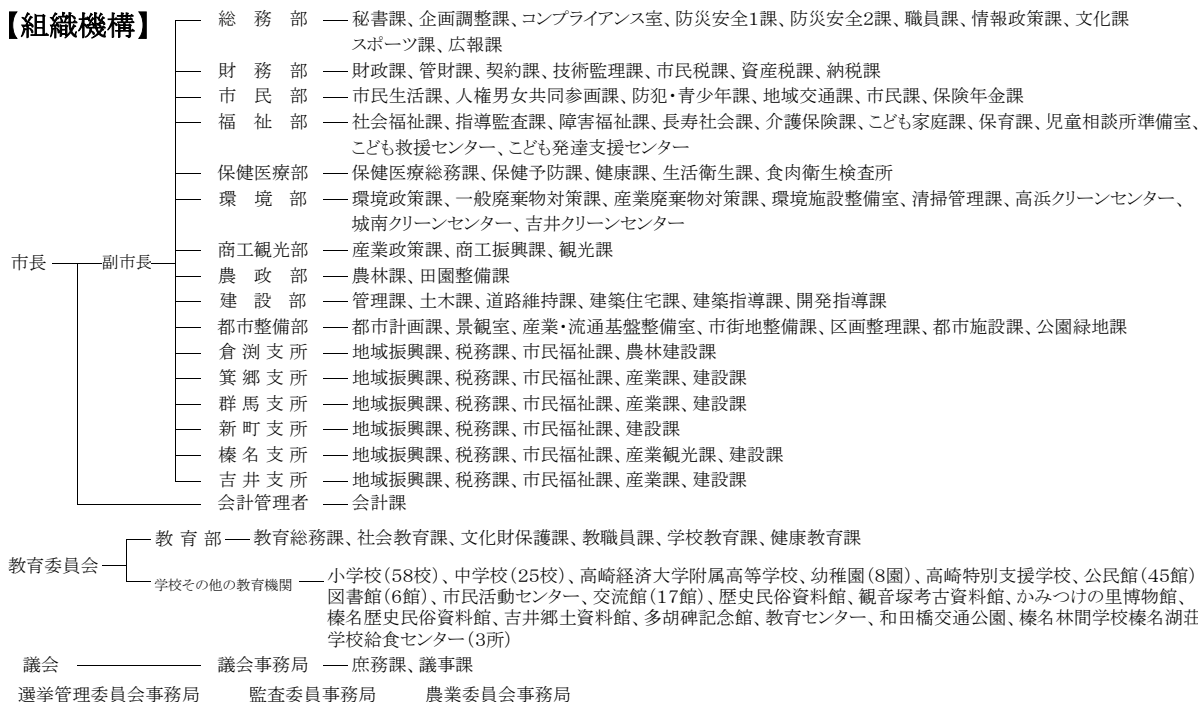 【組織機構】
総務部 秘書課、企画調整課、コンプライアンス室、防災安全1課、防災安全2課、職員課、情報政策課、文化課
スポーツ課、広報課
財務部 財政課、管財課、契約課、技術監理課、市民税課、資産税課、納税課
市民部 市民生活課、人権男女共同参画課、防犯・青少年課、地域交通課、市民課、保険年金課
福祉部 社会福祉課、指導監査課、障害福祉課、長寿社会課、介護保険課、こども家庭課、保育課、児童相談所準備室、
こども救援センター、こども発達支援センター
保健医療部 保健医療総務課、保健予防課、健康課、生活衛生課、食肉衛生検査所
環境部 環境政策課、一般廃棄物対策課、産業廃棄物対策課、環境施設整備室、清掃管理課、高浜クリーンセンター、
城南クリーンセンター、吉井クリーンセンター
商工観光部 産業政策課、商工振興課、観光課
市長 副市長
農政部 農林課、田園整備課
建設部 管理課、土木課、道路維持課、建築住宅課、建築指導課、開発指導課
都市整備部 都市計画課、景観室、産業・流通基盤整備室、市街地整備課、区画整理課、都市施設課、公園緑地課
倉渕支所 地域振興課、税務課、市民福祉課、農林建設課
箕郷支所 地域振興課、税務課、市民福祉課、産業課、建設課
群馬支所 地域振興課、税務課、市民福祉課、産業課、建設課
新町支所 地域振興課、税務課、市民福祉課、建設課
榛名支所 地域振興課、税務課、市民福祉課、産業観光課、建設課
吉井支所 地域振興課、税務課、市民福祉課、産業課、建設課
会計管理者 会計課
教育部 教育総務課、社会教育課、文化財保護課、教職員課、学校教育課、健康教育課
教育委員会
学校その他の教育機関 小学校(58校)、中学校(25校)、高崎経済大学附属高等学校、幼稚園(8園)、高崎特別支援学校、公民館(45館)
図書館(6館)、市民活動センター、交流館(17館)、歴史民俗資料館、観音塚考古資料館、かみつけの里博物館、
榛名歴史民俗資料館、吉井郷土資料館、多胡碑記念館、教育センター、和田橋交通公園、榛名林間学校榛名湖荘
学校給食センター(3所)
議会 議会事務局 庶務課、議事課
選挙管理委員会事務局 監査委員事務局 農業委員会事務局